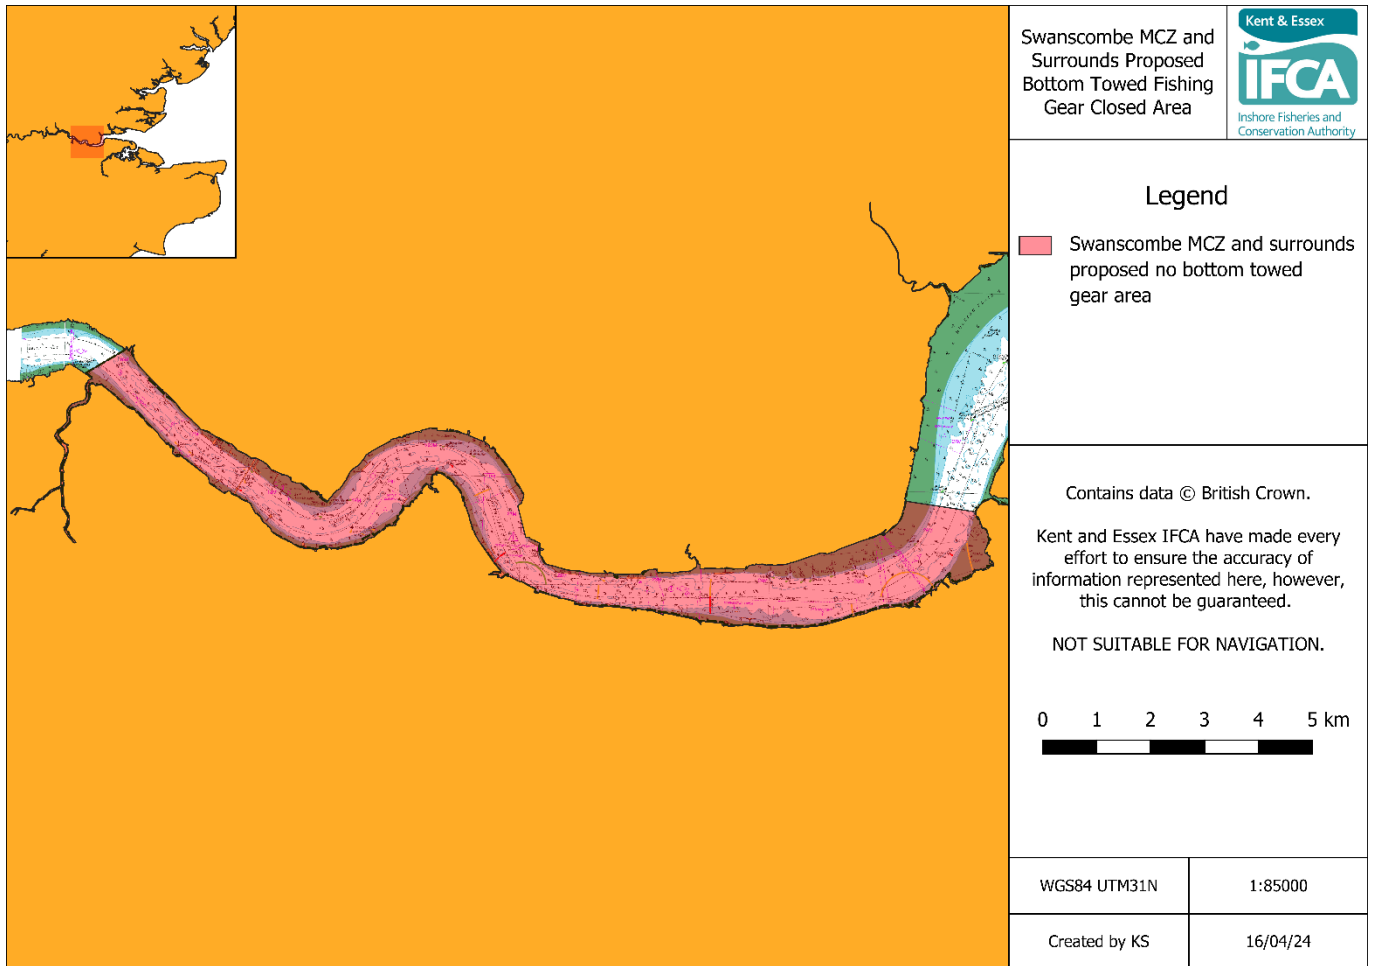 Swanscombe MCZ and
Surrounds Proposed
Bottom Towed Fishing
Gear Closed Area
Kent & Essex
IFCA
Inshore Fisheries and
Conservation Authority
Legend
Swanscombe MCZ and surrounds
proposed no bottom towed
gear area
Contains data © British Crown.
Kent and Essex IFCA have made every
effort to ensure the accuracy of
information represented here, however,
this cannot be guaranteed.
NOT SUITABLE FOR NAVIGATION.
0 1 2 3 4 5 km
WGS84 UTM31N
1:85000
Created by KS
16/04/24